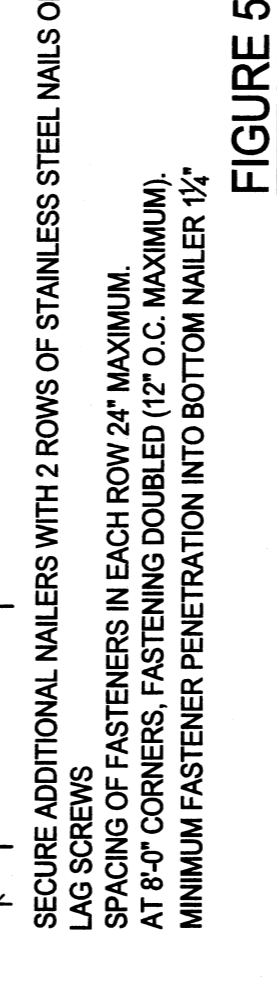 SECURE ADDITIONAL NAILERS WITH 2 ROWS OF STAINLESS STEEL NAILS
LAG SCREWS
SPACING OF FASTENERS IN EACH ROW 24" MAXIMUM.
AT 8'-0" CORNERS, FASTENING DOUBLED (12" O.C. MAXIMUM).
MINIMUM FASTENER PENETRATION INTO BOTTOM NAILER 1¼"
FIGURE 5